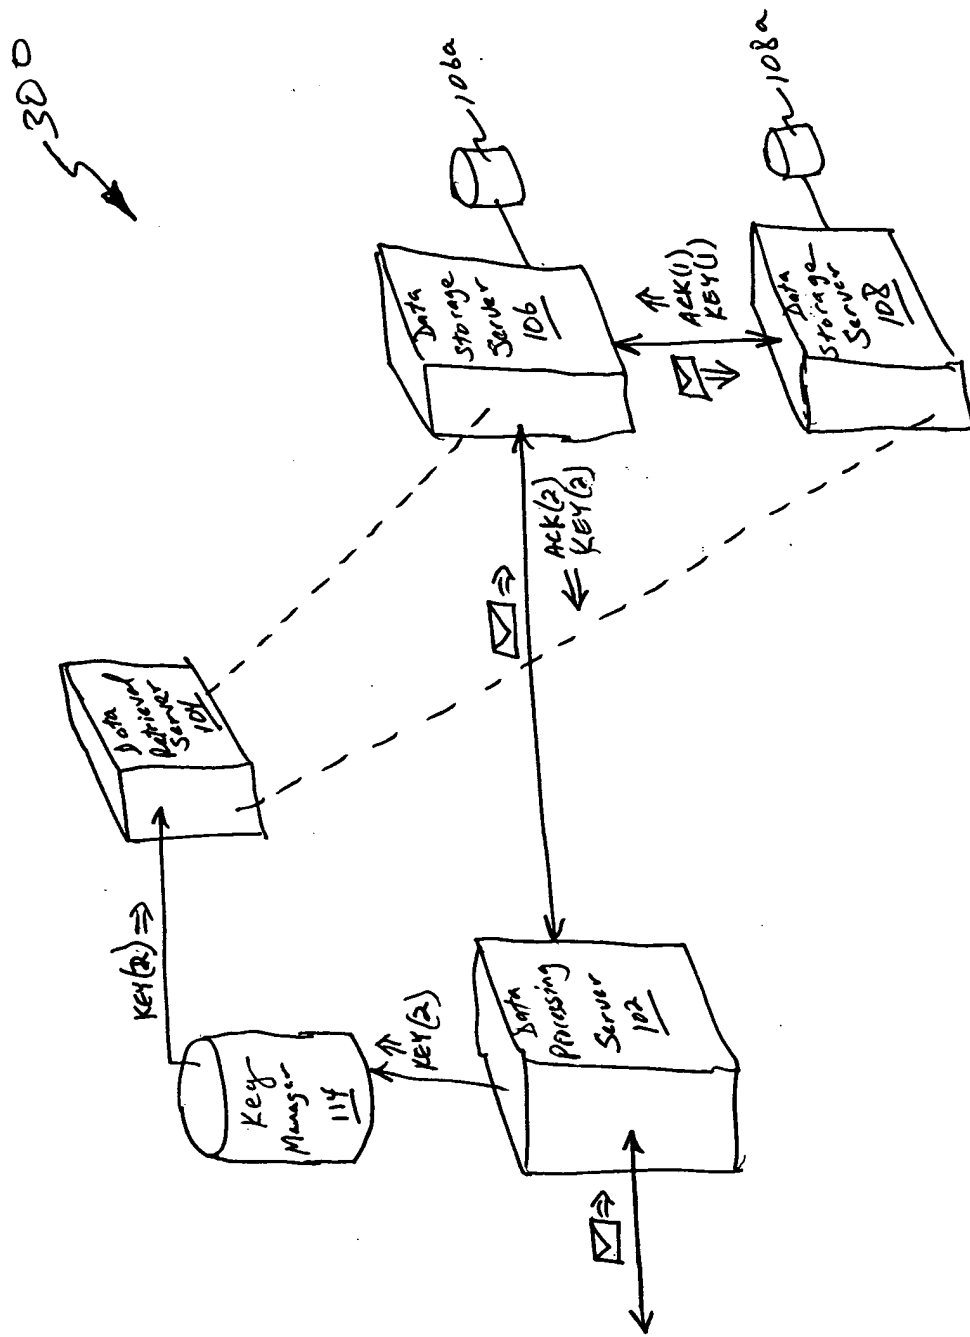 300
106a
108a
Data
Storage
Server
106
⇑
ACK(1)
KEY(1)
Data
Storage
Server
108
⇐ ACK(2)
KEY(2)
Data
Retrieval
Server
104
KEY(2) ⇒
Key
Manager
114
⇑
KEY(2)
Data
Processing
Server
102